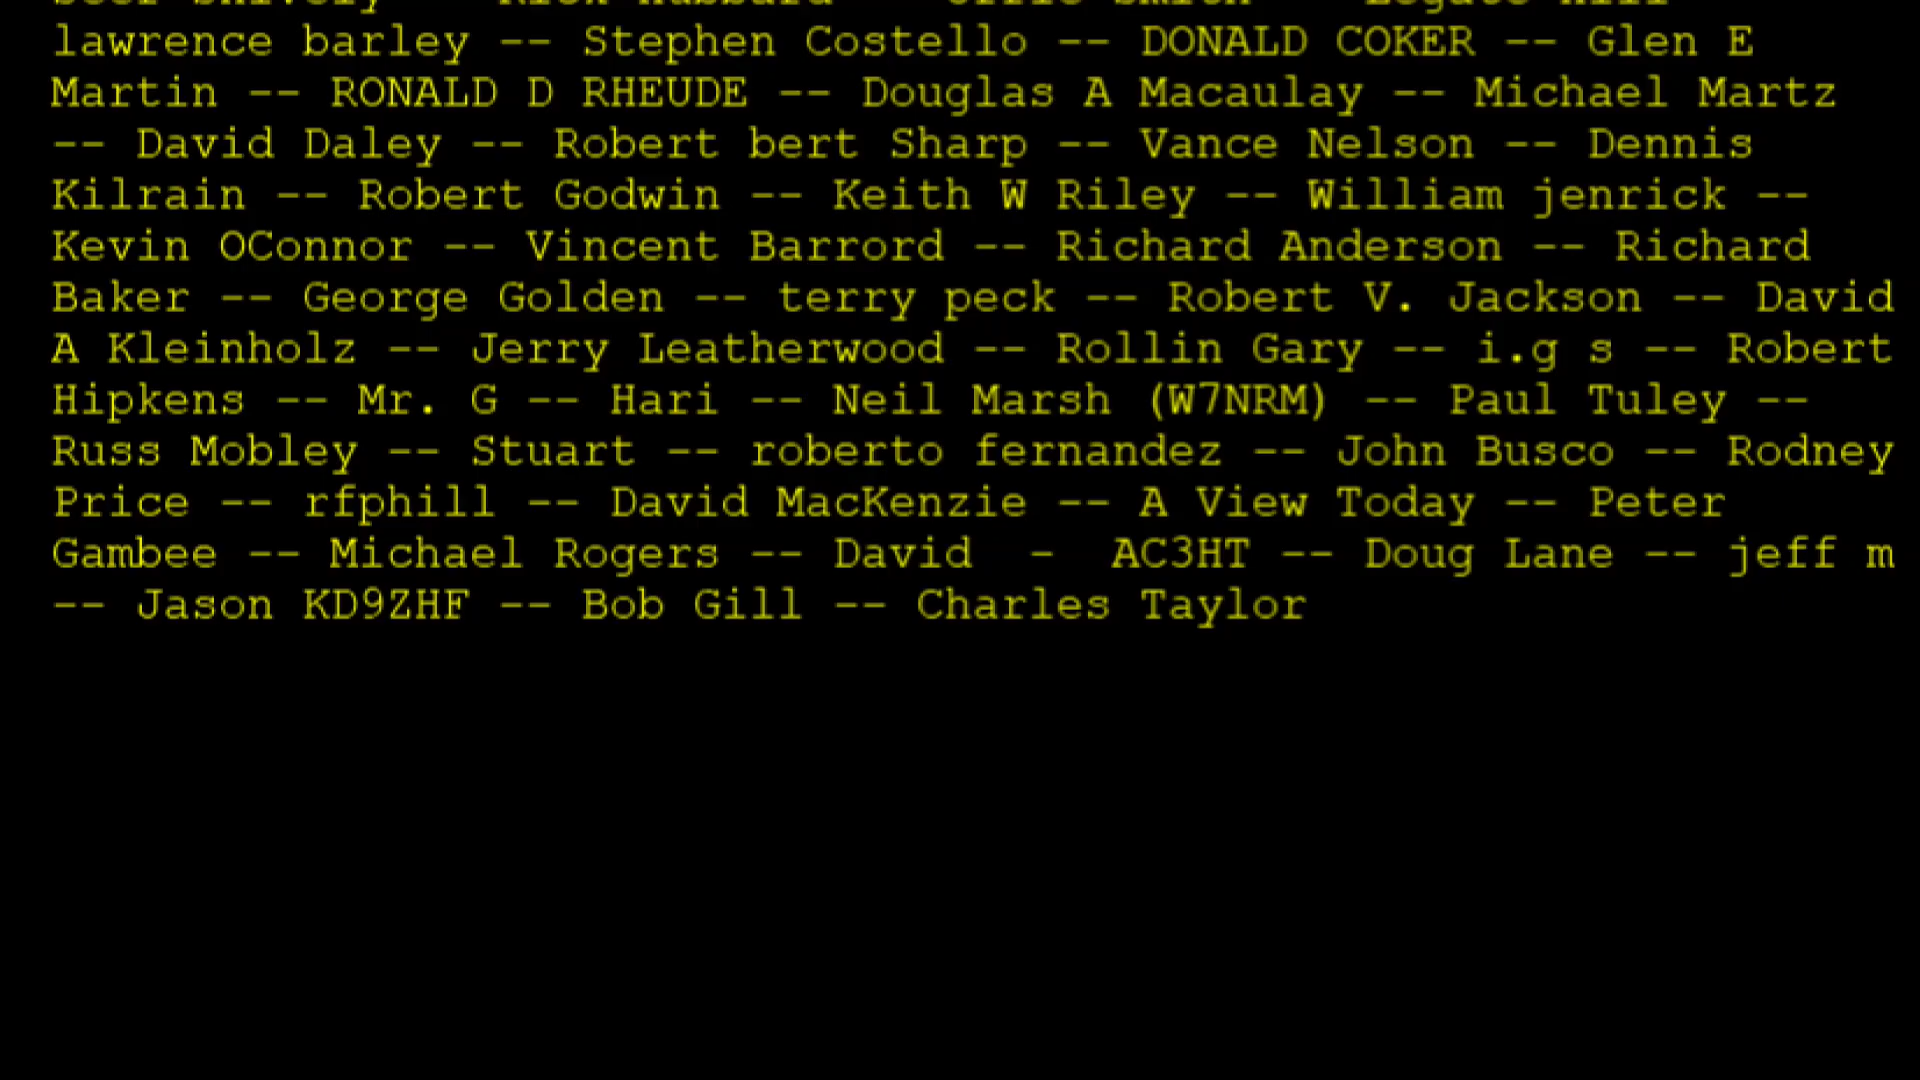 lawrence barley -- Stephen Costello -- DONALD COKER -- Glen E
Martin -- RONALD D RHEUDE -- Douglas A Macaulay -- Michael Martz
-- David Daley -- Robert bert Sharp -- Vance Nelson -- Dennis
Kilrain -- Robert Godwin -- Keith W Riley -- William jenrick --
Kevin OConnor -- Vincent Barrord -- Richard Anderson -- Richard
Baker -- George Golden -- terry peck -- Robert V. Jackson -- David
A Kleinholz -- Jerry Leatherwood -- Rollin Gary -- i.g s -- Robert
Hipkens -- Mr. G -- Hari -- Neil Marsh (W7NRM) -- Paul Tuley --
Russ Mobley -- Stuart -- roberto fernandez -- John Busco -- Rodney
Price -- rfphill -- David MacKenzie -- A View Today -- Peter
Gambee -- Michael Rogers -- David  -  AC3HT -- Doug Lane -- jeff m
-- Jason KD9ZHF -- Bob Gill -- Charles Taylor